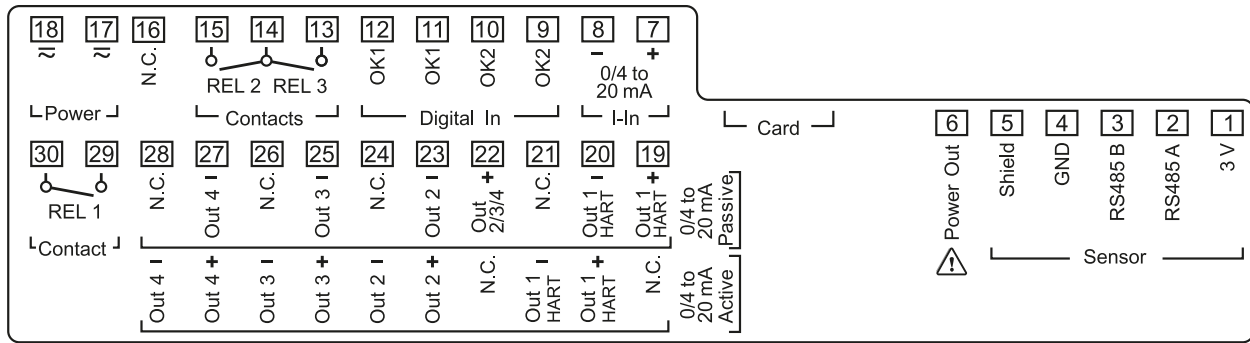 18 17 16 15 14 13 12 11 10 9 8 7
≂ ≂ N.C. OK1 OK1 OK2 OK2 − +
REL 2 REL 3
0/4 to
20 mA
Power Contacts Digital In I-In
Card
6 5 4 3 2 1
Power Out Shield GND RS485 B RS485 A 3 V
Sensor
30 29 28 27 26 25 24 23 22 21 20 19
REL 1
Contact
N.C.
Out 4 −
N.C.
Out 3 −
N.C.
Out 2 −
Out +
2/3/4
N.C.
Out 1 −
HART
Out 1 +
HART
0/4 to
20 mA
Passive
Out 4 −
Out 4 +
Out 3 −
Out 3 +
Out 2 −
Out 2 +
N.C.
Out 1 −
HART
Out 1 +
HART
N.C.
0/4 to
20 mA
Active